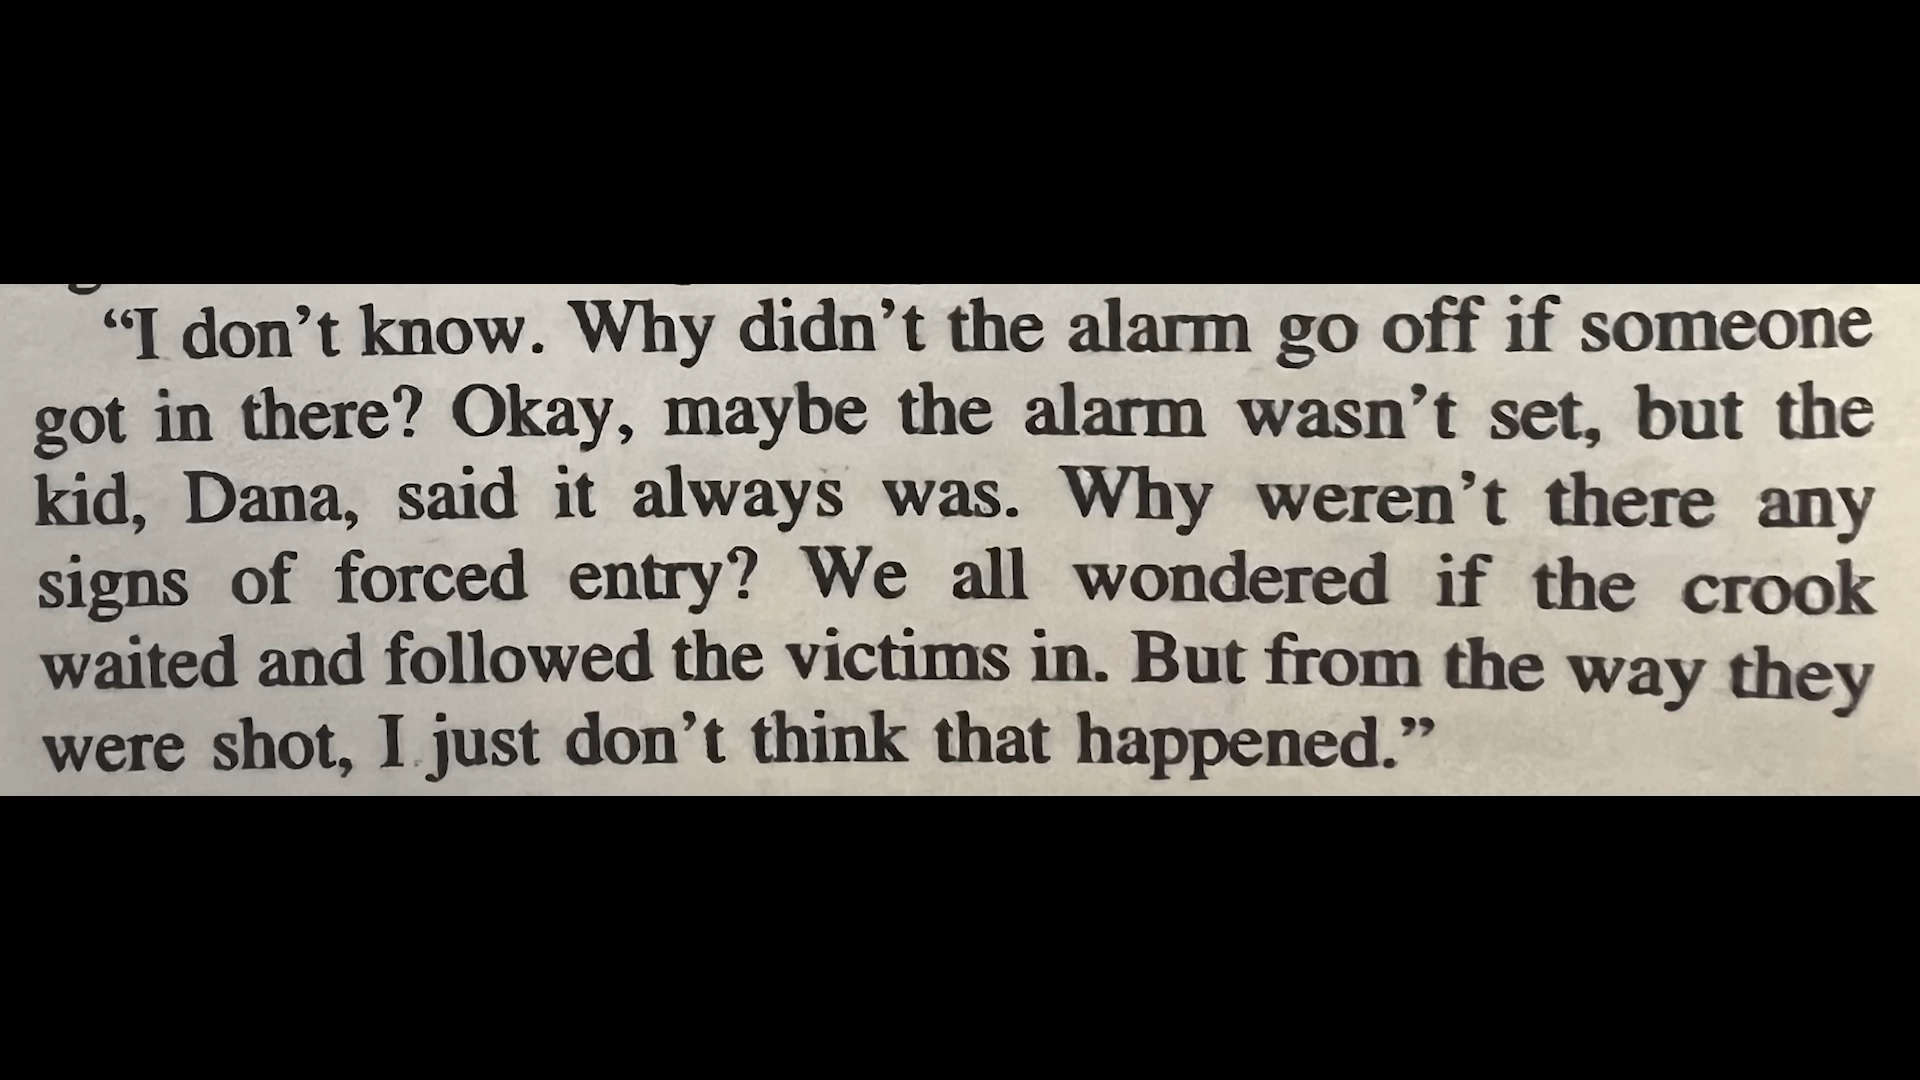 “I don’t know. Why didn’t the alarm go off if someone
got in there? Okay, maybe the alarm wasn’t set, but the
kid, Dana, said it always was. Why weren’t there any
signs of forced entry? We all wondered if the crook
waited and followed the victims in. But from the way they
were shot, I just don’t think that happened.”